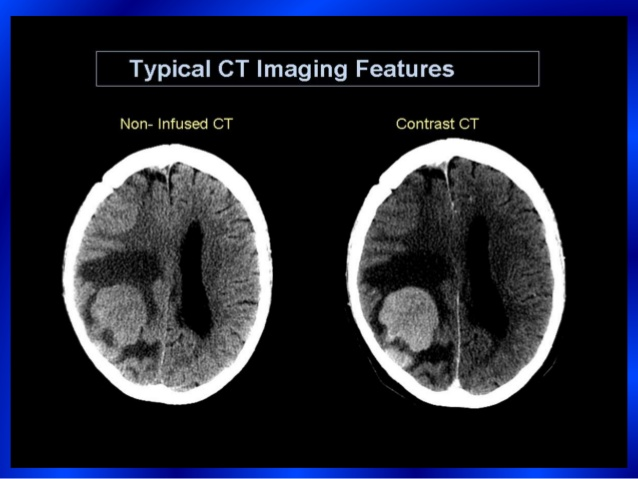 Typical CT Imaging Features
Non- Infused CT
Contrast CT